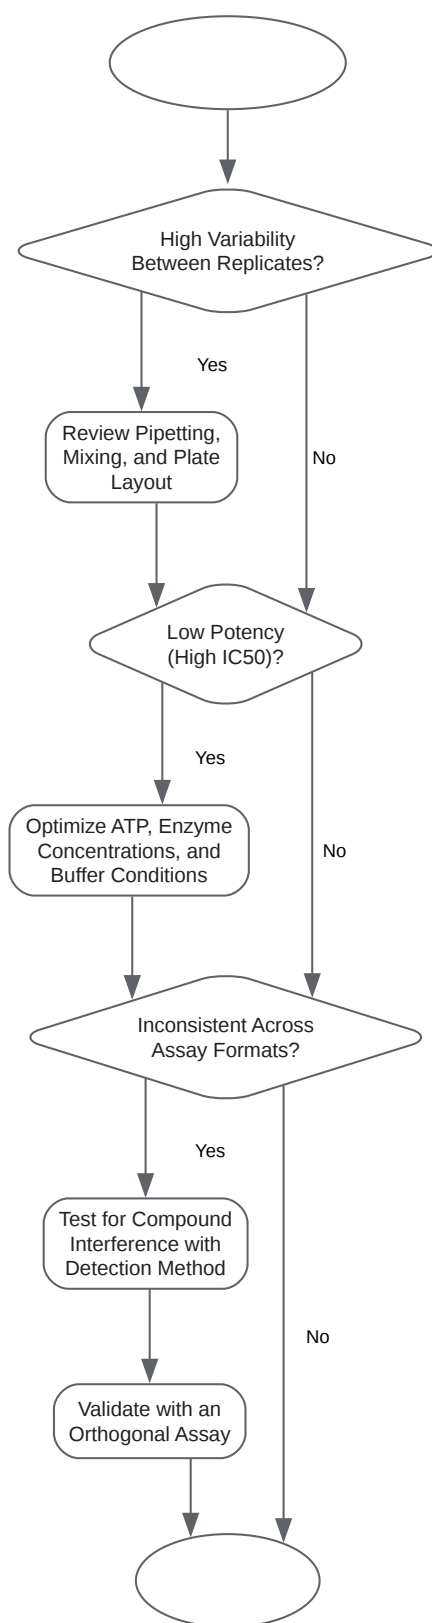 High Variability
Between Replicates?
Yes
Review Pipetting,
Mixing, and Plate
Layout
No
Low Potency
(High IC50)?
Yes
Optimize ATP, Enzyme
Concentrations, and
Buffer Conditions
No
Inconsistent Across
Assay Formats?
Yes
Test for Compound
Interference with
Detection Method
No
Validate with an
Orthogonal Assay